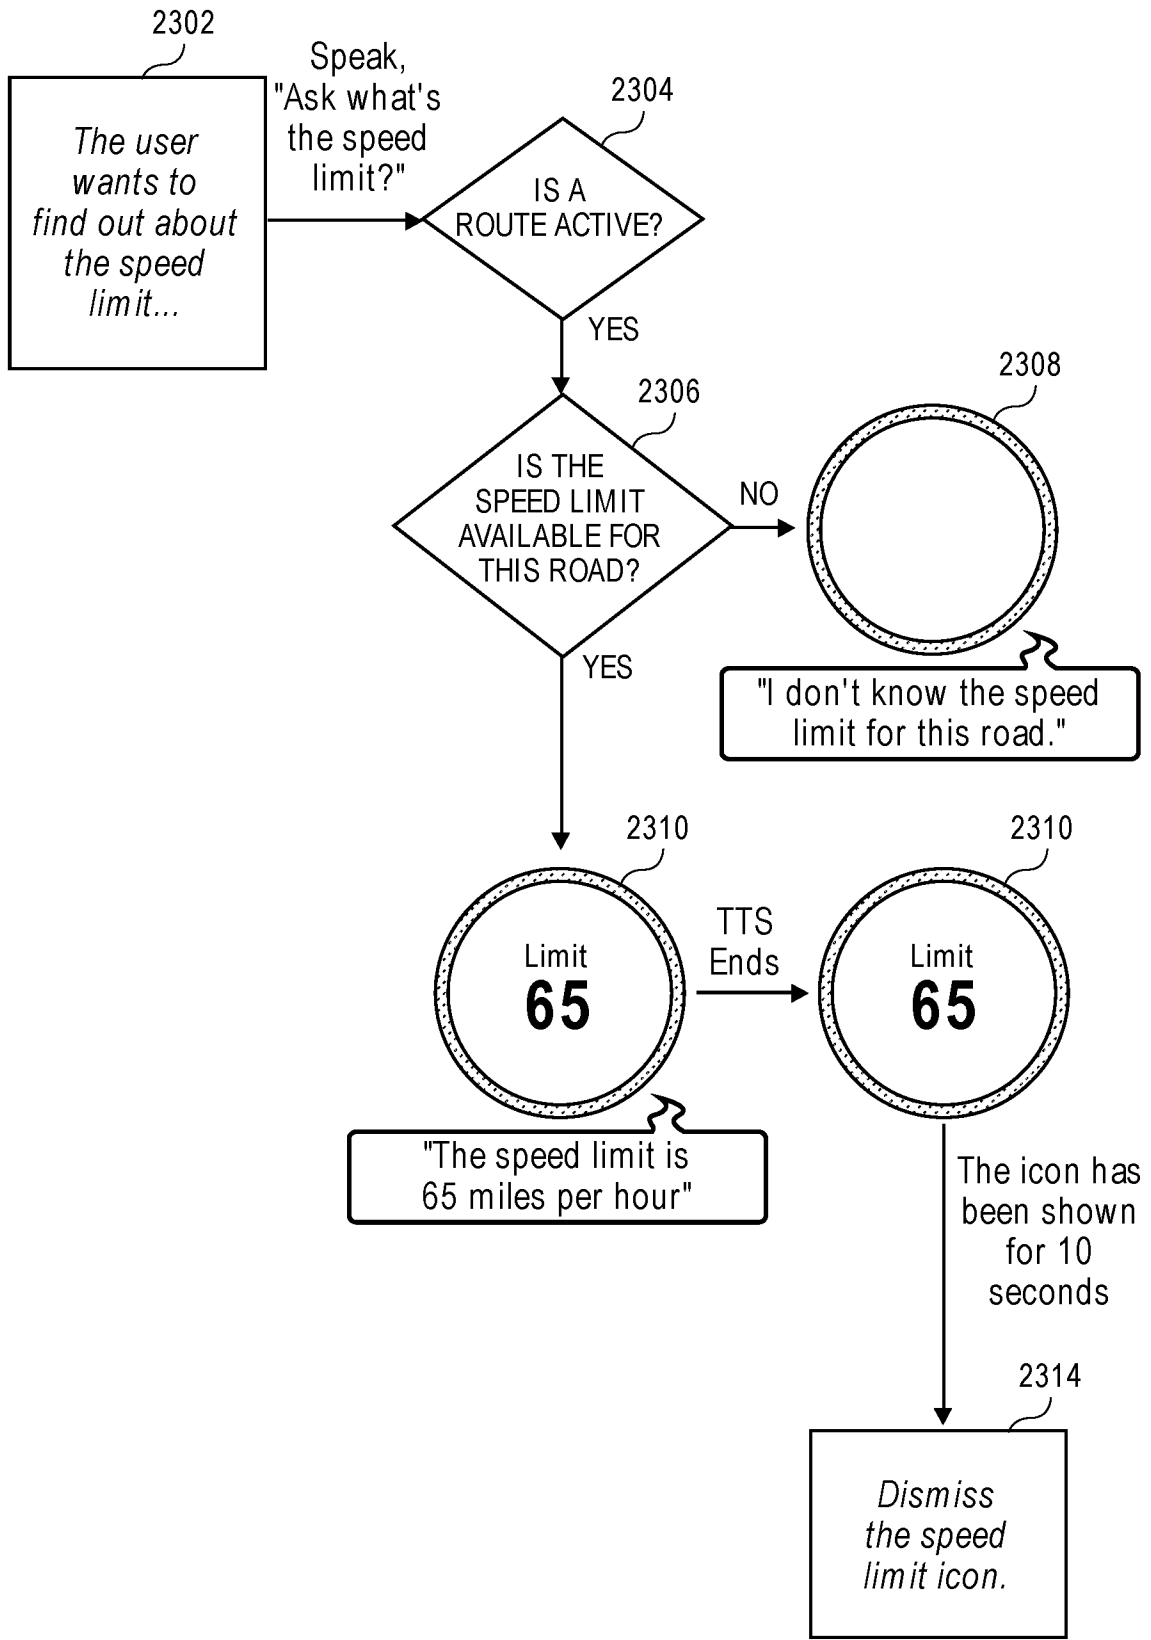 2302
The user
wants to
find out about
the speed
limit...
Speak,
"Ask what's
the speed
limit?"
2304
IS A
ROUTE ACTIVE?
YES
2306
IS THE
SPEED LIMIT
AVAILABLE FOR
THIS ROAD?
NO
2308
"I don't know the speed
limit for this road."
YES
2310
Limit
65
"The speed limit is
65 miles per hour"
TTS
Ends
2310
Limit
65
The icon has
been shown
for 10
seconds
2314
Dismiss
the speed
limit icon.